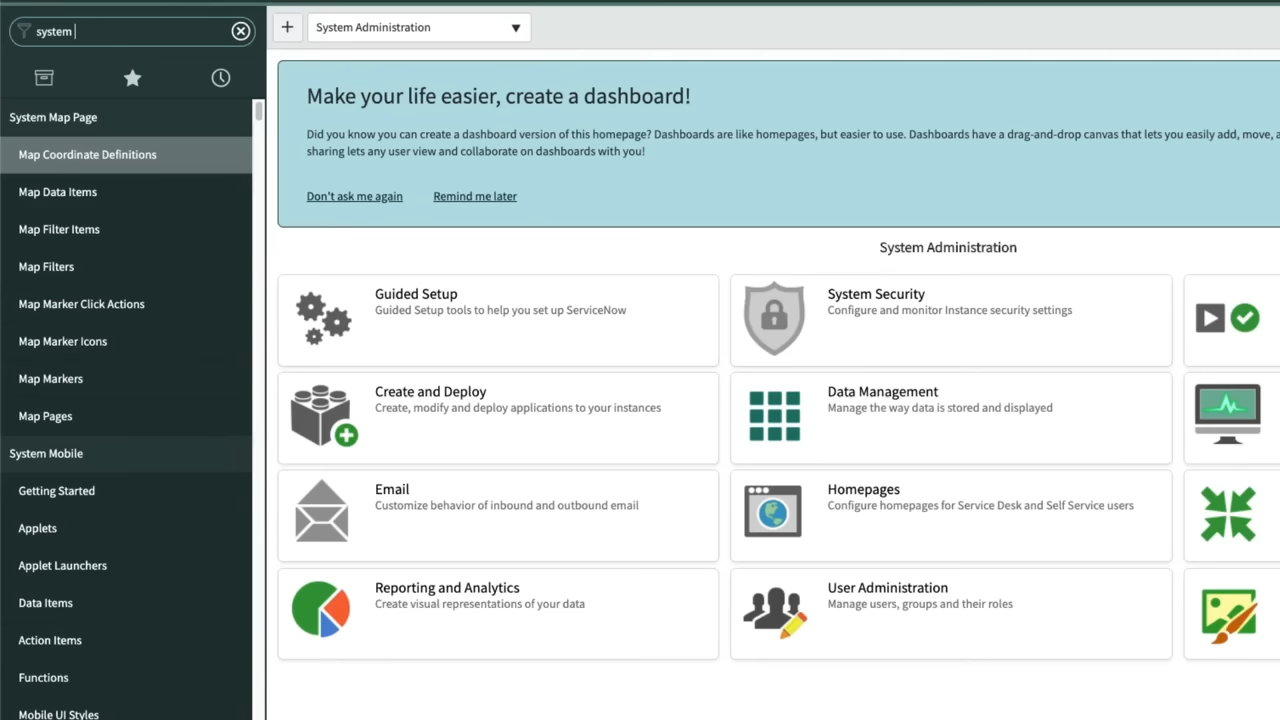 system
System Map Page
Map Coordinate Definitions
Map Data Items
Map Filter Items
Map Filters
Map Marker Click Actions
Map Marker Icons
Map Markers
Map Pages
System Mobile
Getting Started
Applets
Applet Launchers
Data Items
Action Items
Functions
Mobile UI Styles
+
System Administration
Make your life easier, create a dashboard!
Did you know you can create a dashboard version of this homepage? Dashboards are like homepages, but easier to use. Dashboards have a drag-and-drop canvas that lets you easily add, move, a
sharing lets any user view and collaborate on dashboards with you!
Don't ask me again
Remind me later
System Administration
Guided Setup
Guided Setup tools to help you set up ServiceNow
System Security
Configure and monitor Instance security settings
Create and Deploy
Create, modify and deploy applications to your instances
Data Management
Manage the way data is stored and displayed
Email
Customize behavior of inbound and outbound email
Homepages
Configure homepages for Service Desk and Self Service users
Reporting and Analytics
Create visual representations of your data
User Administration
Manage users, groups and their roles